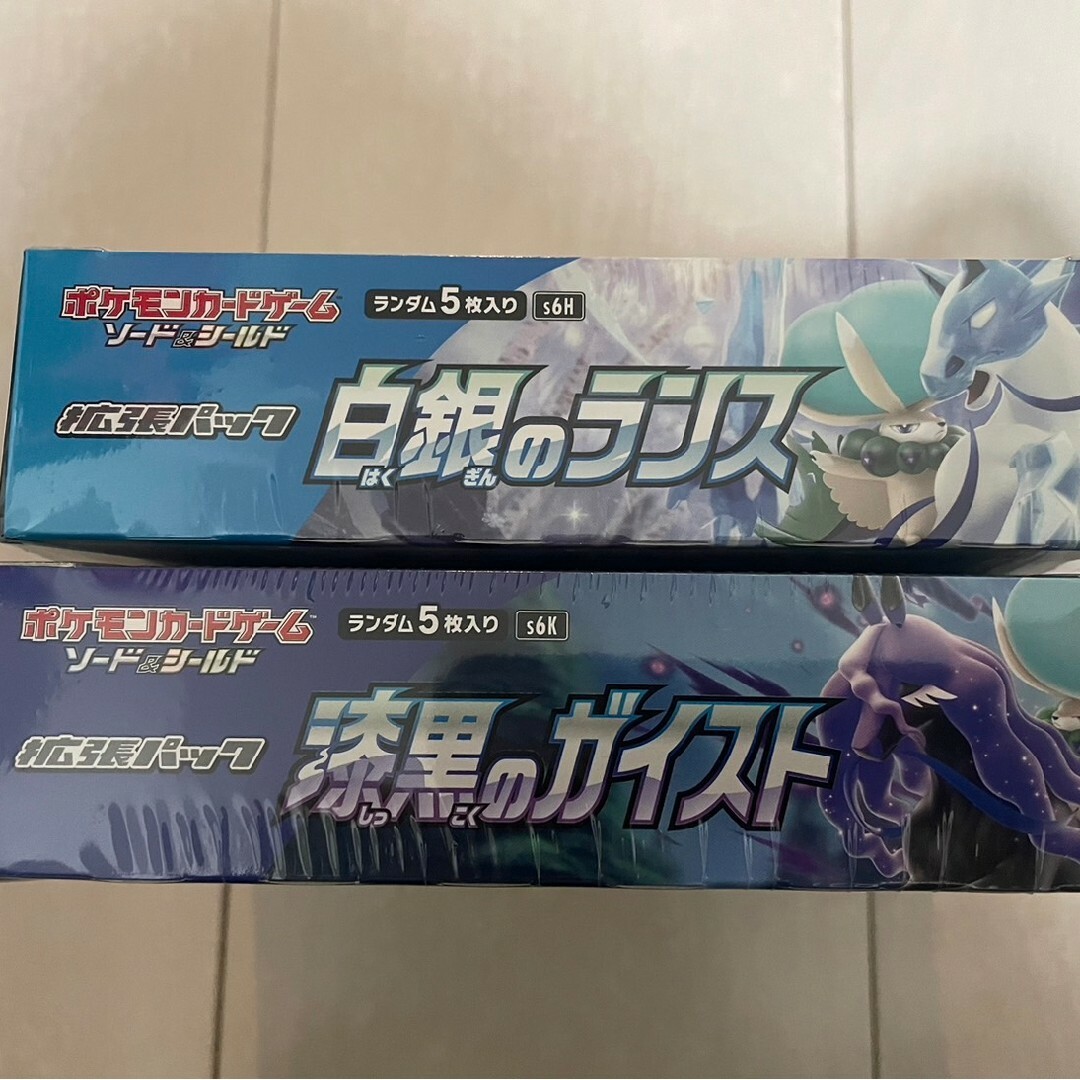 ポケモンカードゲーム™
ソード&シールド
ランダム5枚入り s6H
拡張パック
白銀のランス
はく ぎん
ポケモンカードゲーム™
ソード&シールド
ランダム5枚入り s6K
拡張パック
漆黒のガイスト
しっ こく